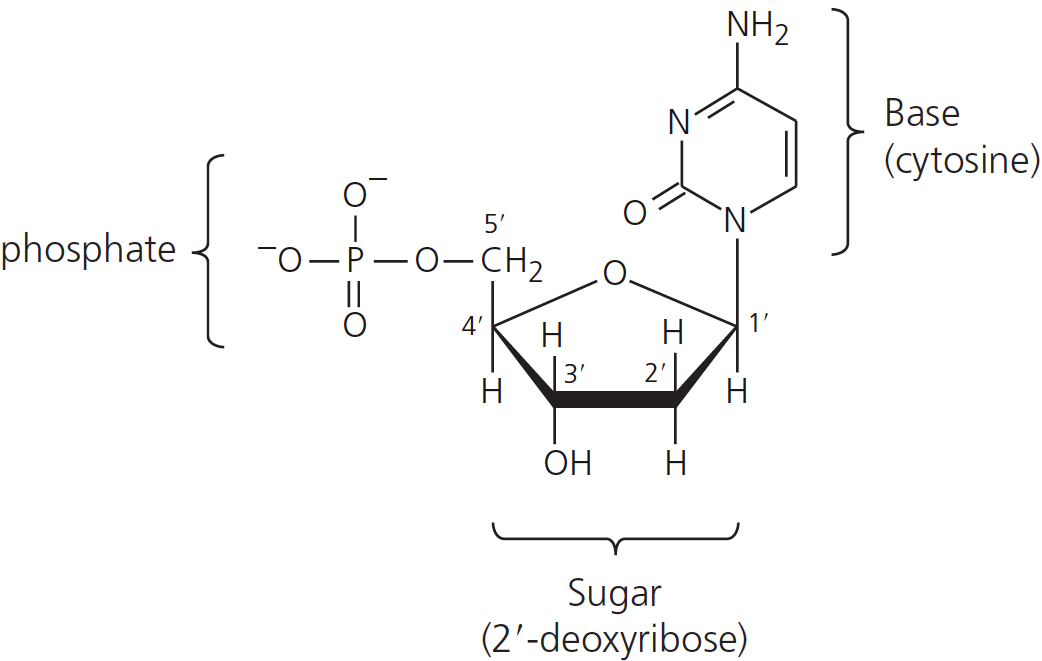 NH2
N
Base
(cytosine)
O−
O
N
5′
phosphate
−O
P
O
CH2
O
O
4′
H
3′
H
2′
1′
H
H
OH
H
Sugar
(2′-deoxyribose)